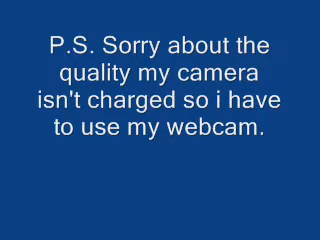 P.S. Sorry about the
quality my camera
isn't charged so i have
to use my webcam.